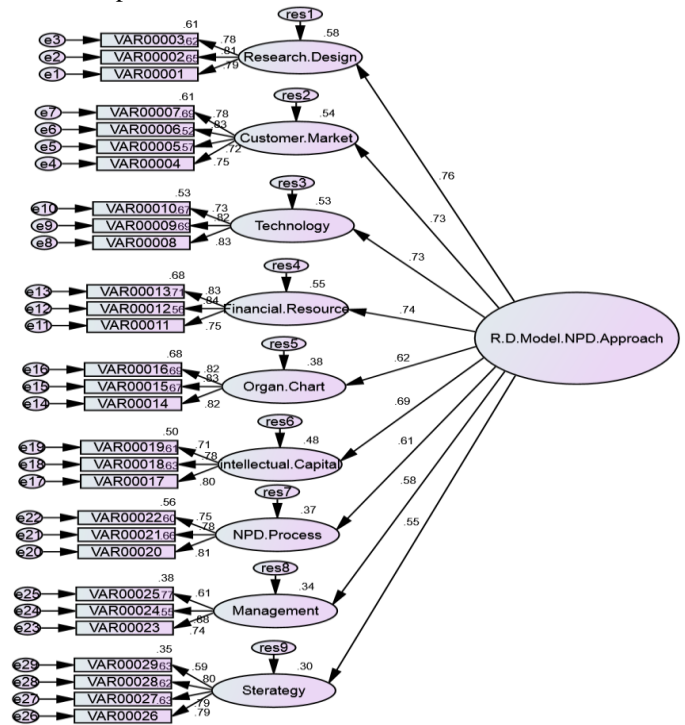 res1
.61
.58
e3 VAR00003 62 .78
e2 VAR00002 65 .81 Research.Design
e1 VAR00001 .79
res2
.61
.54
e7 VAR00007 69 .78
e6 VAR00006 52 .83 Customer.Market
e5 VAR00005 57 .72
e4 VAR00004 .75
.76
.73
res3
.53
.53
e10 VAR00010 67 .73
e9 VAR00009 69 .82 Technology
e8 VAR00008 .83
.73
res4
.68
.55
e13 VAR00013 71 .83
e12 VAR00012 56 .84 Financial.Resource
e11 VAR00011 .75
.74
R.D.Model.NPD.Approach
res5
.68
.38
e16 VAR00016 69 .82
e15 VAR00015 67 .83 Organ.Chart
e14 VAR00014 .82
.62
res6
.50
.48
e19 VAR00019 61 .71
e18 VAR00018 63 .78 Intellectual.Capital
e17 VAR00017 .80
.69
res7
.56
.37
e22 VAR00022 60 .75
e21 VAR00021 66 .78 NPD.Process
e20 VAR00020 .81
.61
.58
.55
res8
.38
.34
e25 VAR00025 77 .61
e24 VAR00024 55 .88 Management
e23 VAR00023 .74
res9
.35
.30
e29 VAR00029 63 .59
e28 VAR00028 62 .80 Sterategy
e27 VAR00027 63 .79
e26 VAR00026 .79